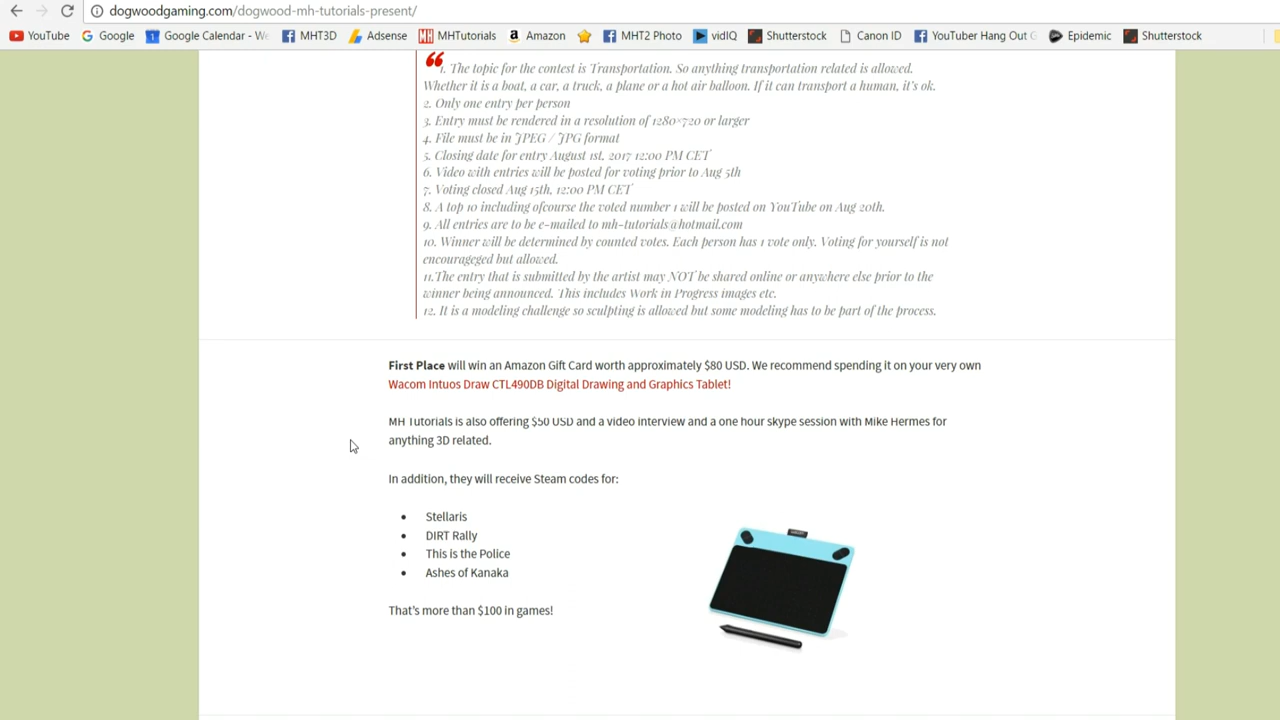 dogwoodgaming.com/dogwood-mh-tutorials-present/
YouTube Google Google Calendar - We MHT3D Adsense MHTutorials Amazon MHT2 Photo vidIQ Shutterstock Canon ID YouTuber Hang Out G Epidemic Shutterstock
1. The topic for the contest is Transportation. So anything transportation related is allowed.
Whether it is a boat, a car, a truck, a plane or a hot air balloon. If it can transport a human, it's ok.
2. Only one entry per person
3. Entry must be rendered in a resolution of 1280×720 or larger
4. File must be in JPEG / JPG format
5. Closing date for entry August 1st, 2017 12:00 PM CET
6. Video with entries will be posted for voting prior to Aug 5th
7. Voting closed Aug 15th, 12:00 PM CET
8. A top 10 including ofcourse the voted number 1 will be posted on YouTube on Aug 20th.
9. All entries are to be e-mailed to mh-tutorials@hotmail.com
10. Winner will be determined by counted votes. Each person has 1 vote only. Voting for yourself is not
encourageged but allowed.
11.The entry that is submitted by the artist may NOT be shared online or anywhere else prior to the
winner being announced. This includes Work in Progress images etc.
12. It is a modeling challenge so sculpting is allowed but some modeling has to be part of the process.
First Place will win an Amazon Gift Card worth approximately $80 USD. We recommend spending it on your very own
Wacom Intuos Draw CTL490DB Digital Drawing and Graphics Tablet!
MH Tutorials is also offering $50 USD and a video interview and a one hour skype session with Mike Hermes for
anything 3D related.
In addition, they will receive Steam codes for:
• Stellaris
• DIRT Rally
• This is the Police
• Ashes of Kanaka
That's more than $100 in games!